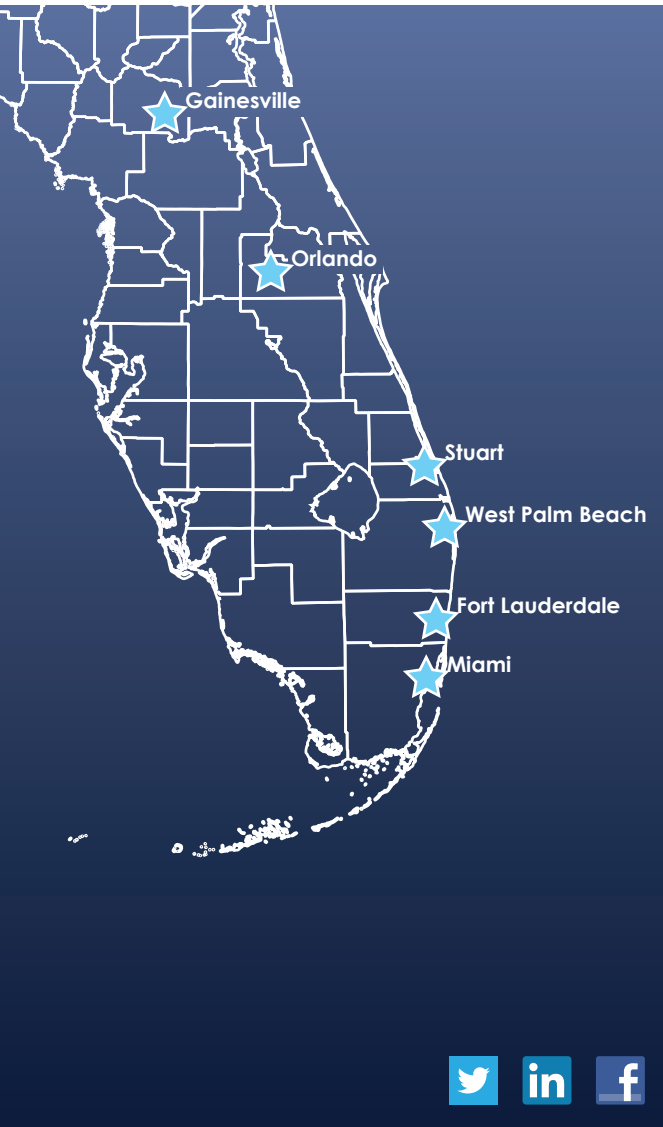 Gainesville
Orlando
Stuart
West Palm Beach
Fort Lauderdale
Miami
in
f